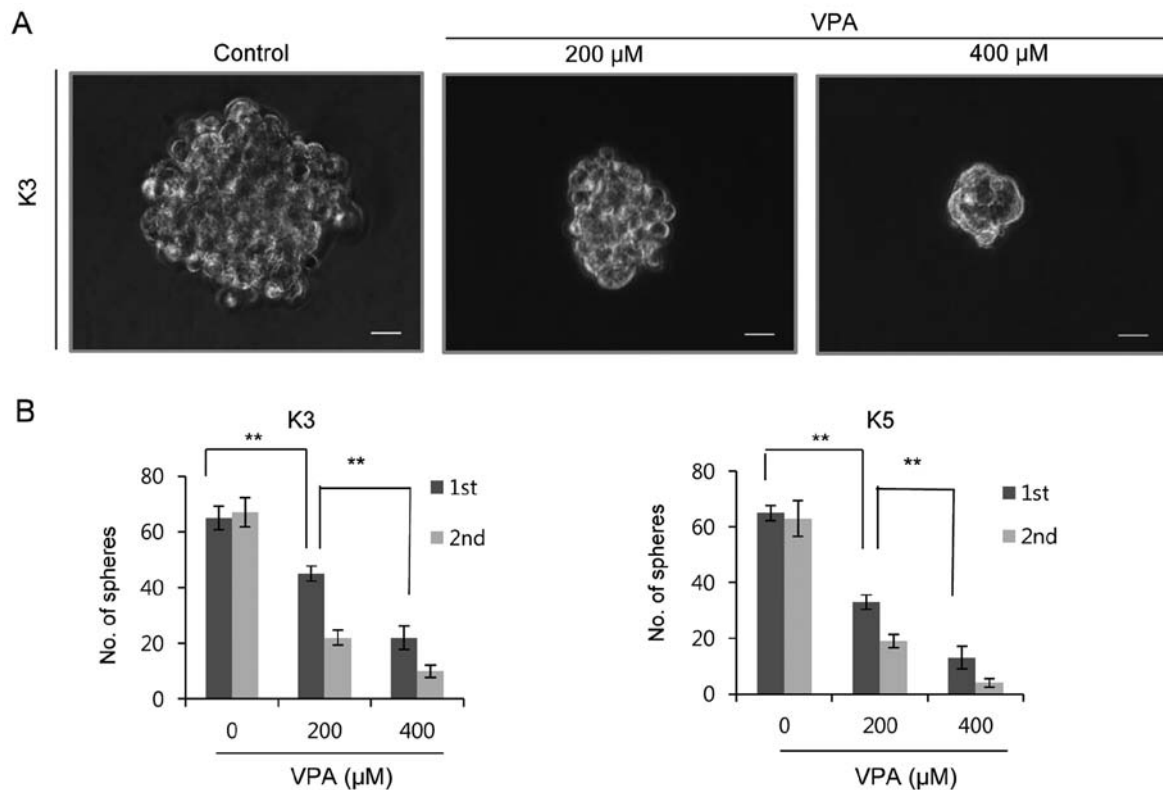 A
VPA
Control
200 µM
400 µM
K3
B
K3
**
**
80
60
40
20
0
No. of spheres
1st
2nd
0
200
400
VPA (µM)
K5
**
**
80
60
40
20
0
No. of spheres
1st
2nd
0
200
400
VPA (µM)